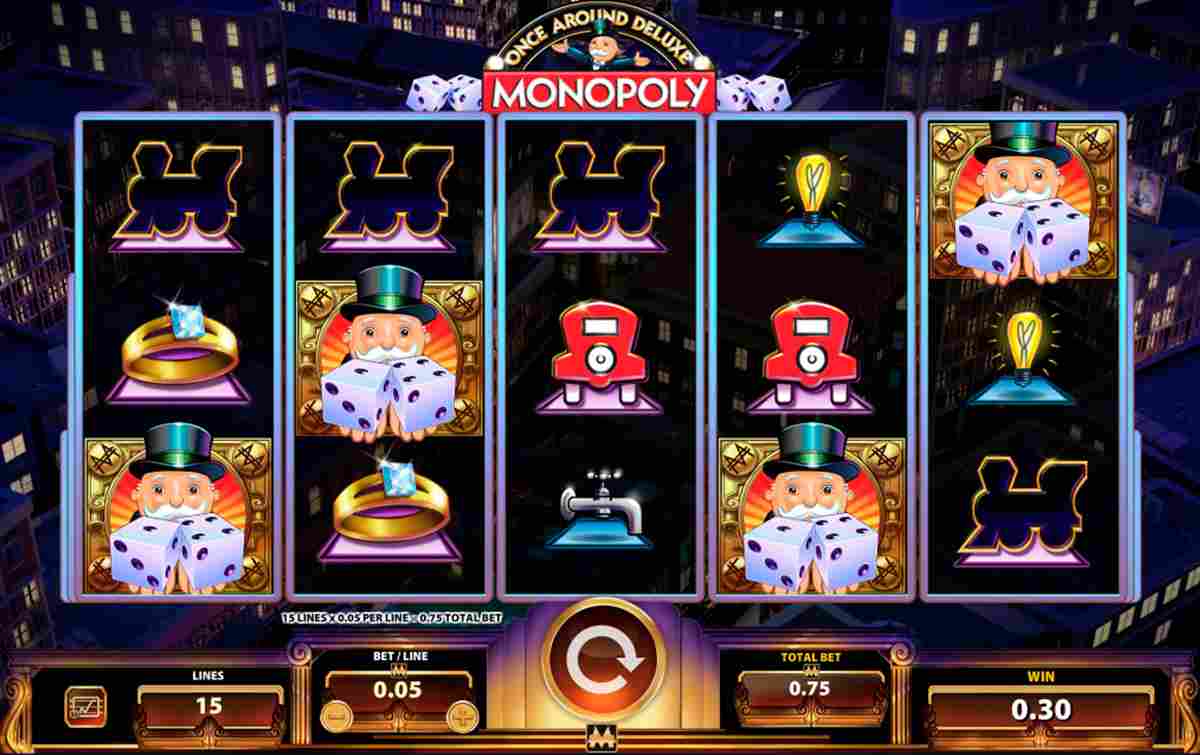 ONCE AROUND DELUXE
MONOPOLY
15 LINES X 0.05 PER LINE = 0.75 TOTAL BET
LINES
15
BET / LINE
0.05
TOTAL BET
0.75
WIN
0.30